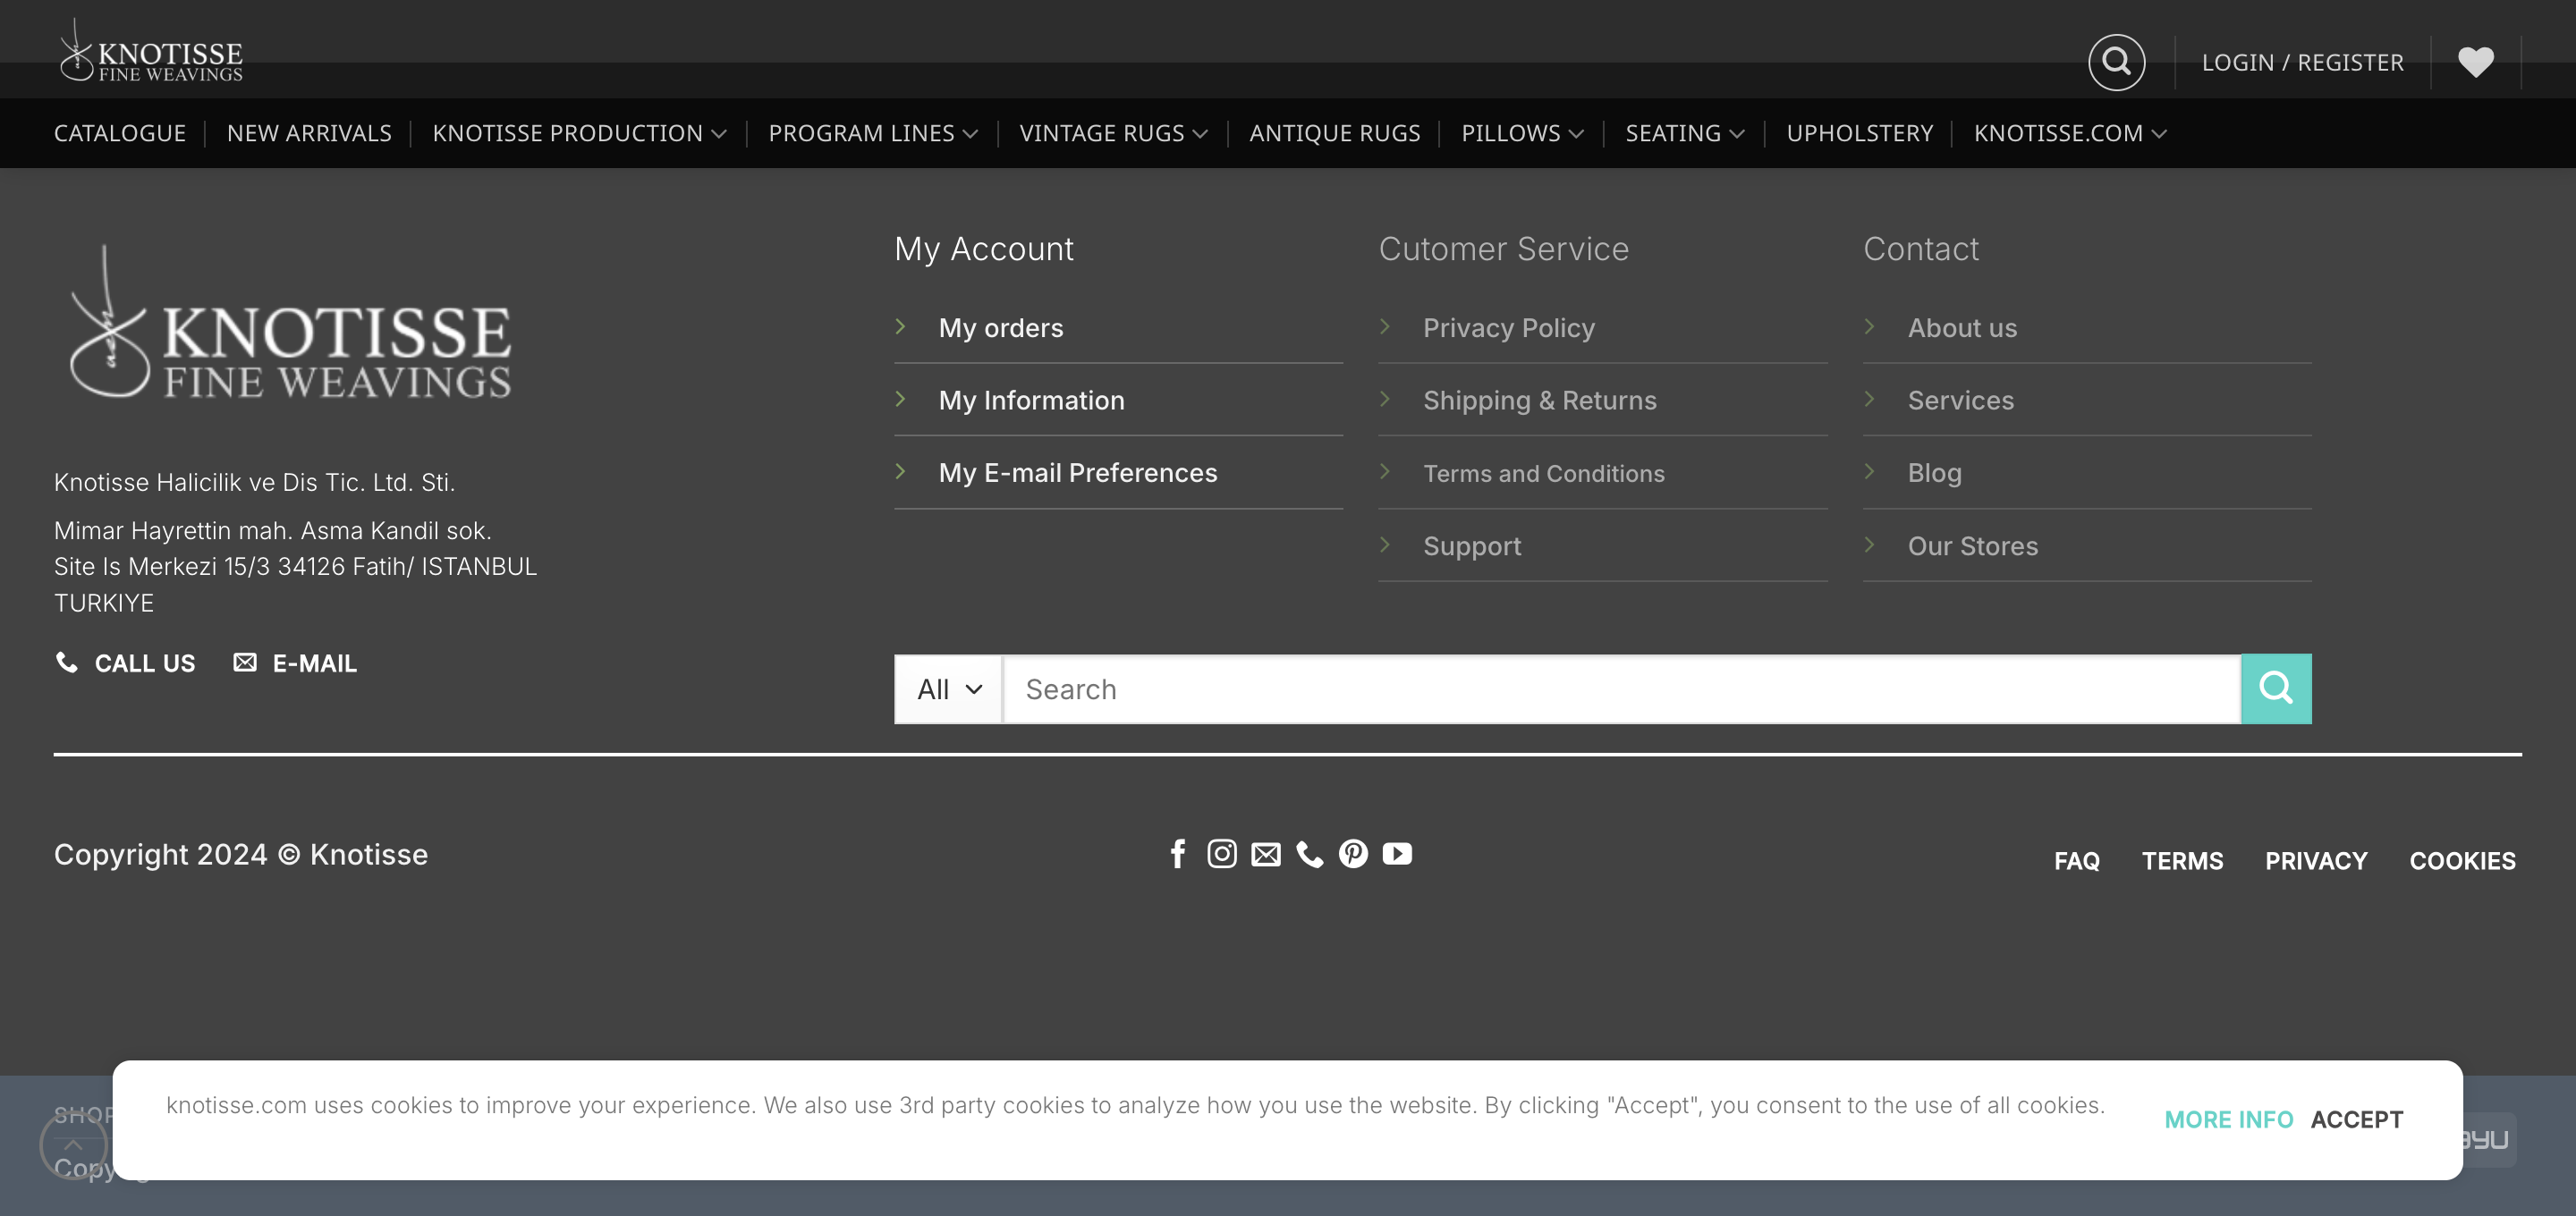 KNOTISSE
FINE WEAVINGS
LOGIN / REGISTER
CATALOGUE
NEW ARRIVALS
KNOTISSE PRODUCTION
PROGRAM LINES
VINTAGE RUGS
ANTIQUE RUGS
PILLOWS
SEATING
UPHOLSTERY
KNOTISSE.COM
KNOTISSE
FINE WEAVINGS
Knotisse Halicilik ve Dis Tic. Ltd. Sti.
Mimar Hayrettin mah. Asma Kandil sok.
Site Is Merkezi 15/3 34126 Fatih/ ISTANBUL
TURKIYE
CALL US
E-MAIL
My Account
My orders
My Information
My E-mail Preferences
Cutomer Service
Privacy Policy
Shipping & Returns
Terms and Conditions
Support
Contact
About us
Services
Blog
Our Stores
All
Search
Copyright 2024 © Knotisse
FAQ
TERMS
PRIVACY
COOKIES
knotisse.com uses cookies to improve your experience. We also use 3rd party cookies to analyze how you use the website. By clicking "Accept", you consent to the use of all cookies.
MORE INFO
ACCEPT